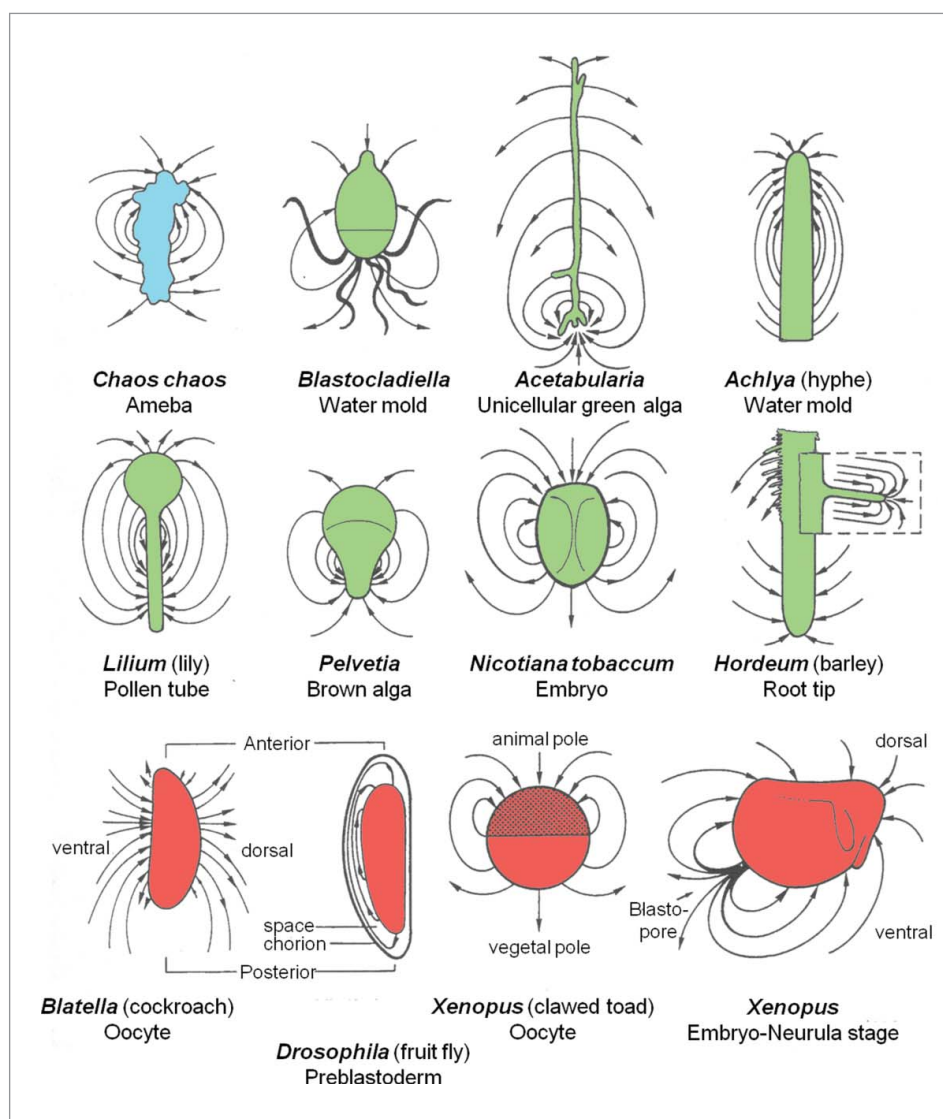 Chaos chaos
Ameba
Blastocladiella
Water mold
Acetabularia
Unicellular green alga
Achlya (hyphe)
Water mold
Lilium (lily)
Pollen tube
Pelvetia
Brown alga
Nicotiana tobaccum
Embryo
Hordeum (barley)
Root tip
Anterior
ventral
dorsal
space
chorion
Posterior
animal pole
vegetal pole
dorsal
Blasto-
pore
ventral
Blatella (cockroach)
Oocyte
Drosophila (fruit fly)
Preblastoderm
Xenopus (clawed toad)
Oocyte
Xenopus
Embryo-Neurula stage